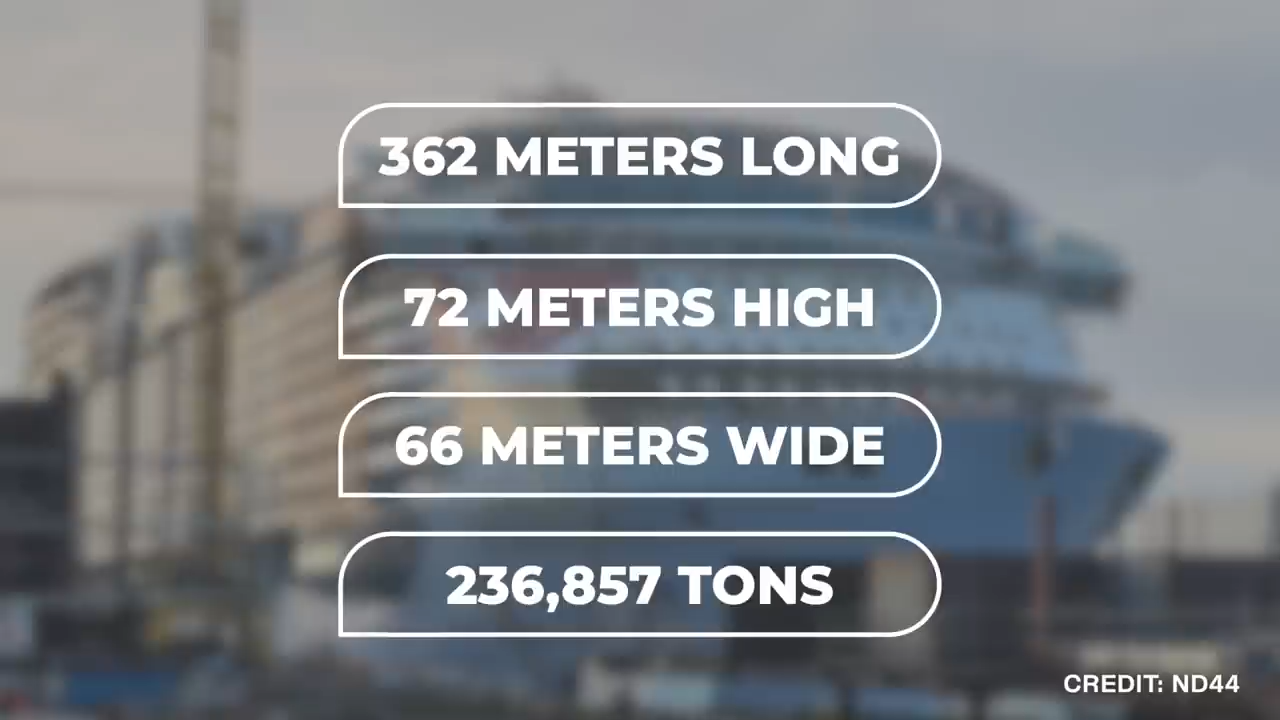 362 METERS LONG
72 METERS HIGH
66 METERS WIDE
236,857 TONS
CREDIT: ND44